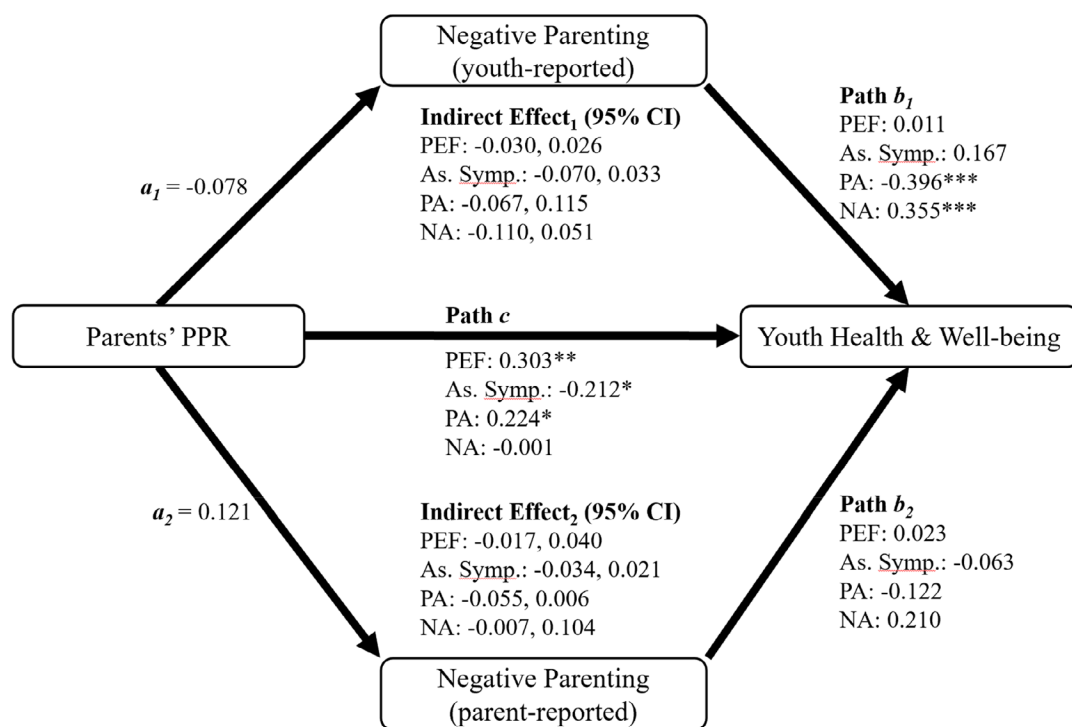 Negative Parenting
(youth-reported)
Indirect Effect₁ (95% CI)
PEF: -0.030, 0.026
As. Symp.: -0.070, 0.033
PA: -0.067, 0.115
NA: -0.110, 0.051
Path b₁
PEF: 0.011
As. Symp.: 0.167
PA: -0.396***
NA: 0.355***
a₁ = -0.078
Parents’ PPR
Path c
PEF: 0.303**
As. Symp.: -0.212*
PA: 0.224*
NA: -0.001
Youth Health & Well-being
a₂ = 0.121
Indirect Effect₂ (95% CI)
PEF: -0.017, 0.040
As. Symp.: -0.034, 0.021
PA: -0.055, 0.006
NA: -0.007, 0.104
Path b₂
PEF: 0.023
As. Symp.: -0.063
PA: -0.122
NA: 0.210
Negative Parenting
(parent-reported)